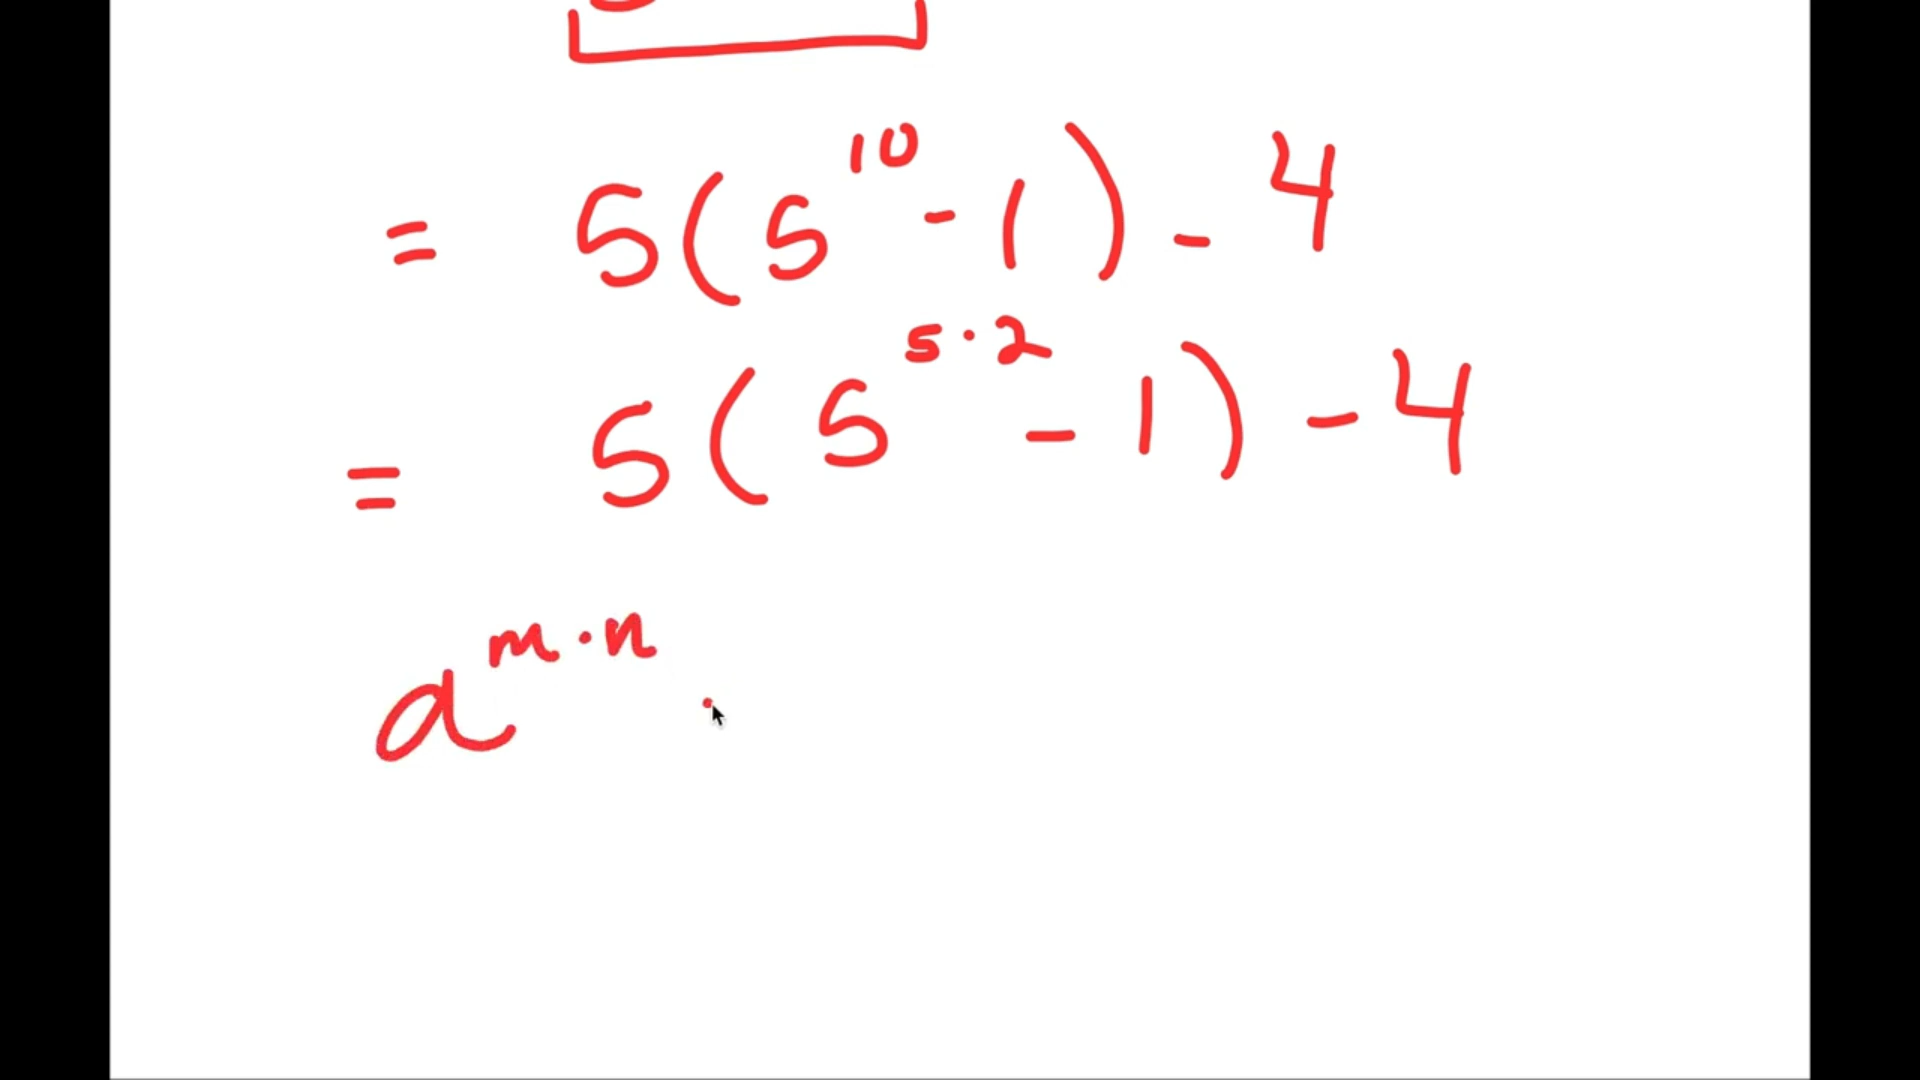 = 5(5^10 - 1) - 4
= 5(5^5·2 - 1) - 4
a^m·n